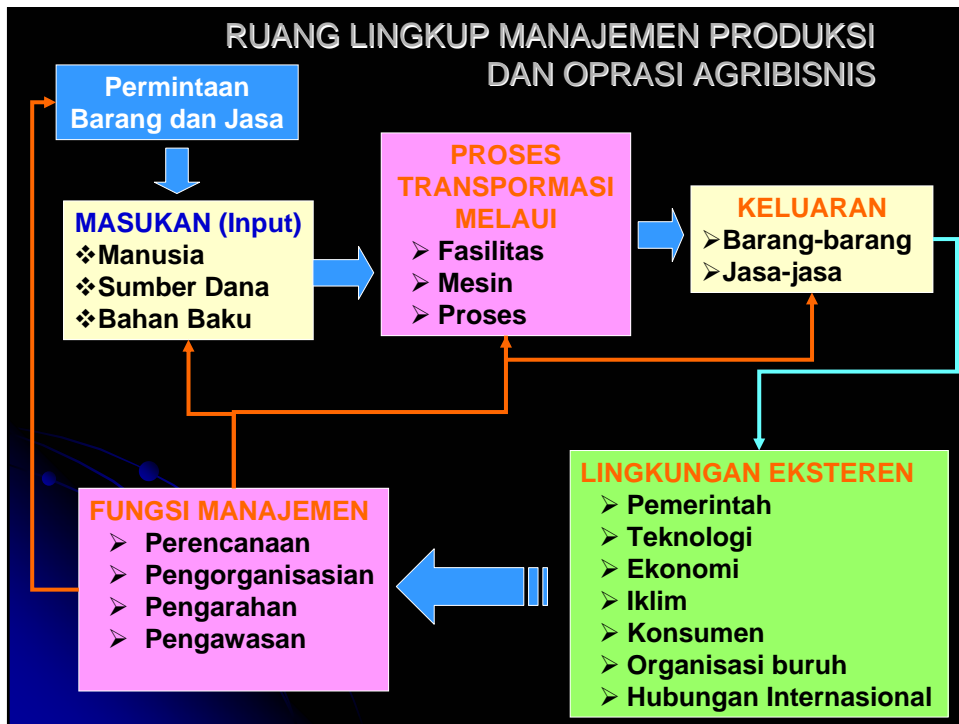 RUANG LINGKUP MANAJEMEN PRODUKSI
DAN OPRASI AGRIBISNIS
Permintaan
Barang dan Jasa
MASUKAN (Input)
❖Manusia
❖Sumber Dana
❖Bahan Baku
PROSES
TRANSPORMASI
MELAUI
➢ Fasilitas
➢ Mesin
➢ Proses
KELUARAN
➢Barang-barang
➢Jasa-jasa
FUNGSI MANAJEMEN
➢ Perencanaan
➢ Pengorganisasian
➢ Pengarahan
➢ Pengawasan
LINGKUNGAN EKSTEREN
➢ Pemerintah
➢ Teknologi
➢ Ekonomi
➢ Iklim
➢ Konsumen
➢ Organisasi buruh
➢ Hubungan Internasional